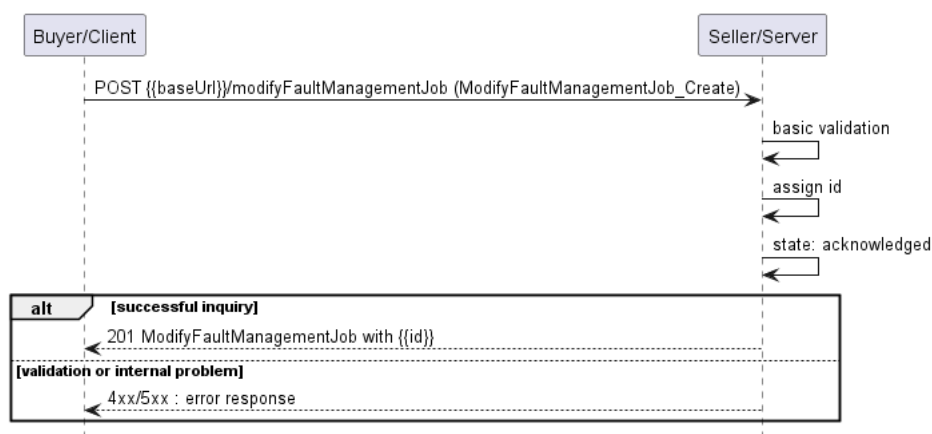 Buyer/Client
Seller/Server
POST {{baseUrl}}/modifyFaultManagementJob (ModifyFaultManagementJob_Create)
basic validation
assign id
state: acknowledged
alt [successful inquiry]
201 ModifyFaultManagementJob with {{id}}
[validation or internal problem]
4xx/5xx : error response